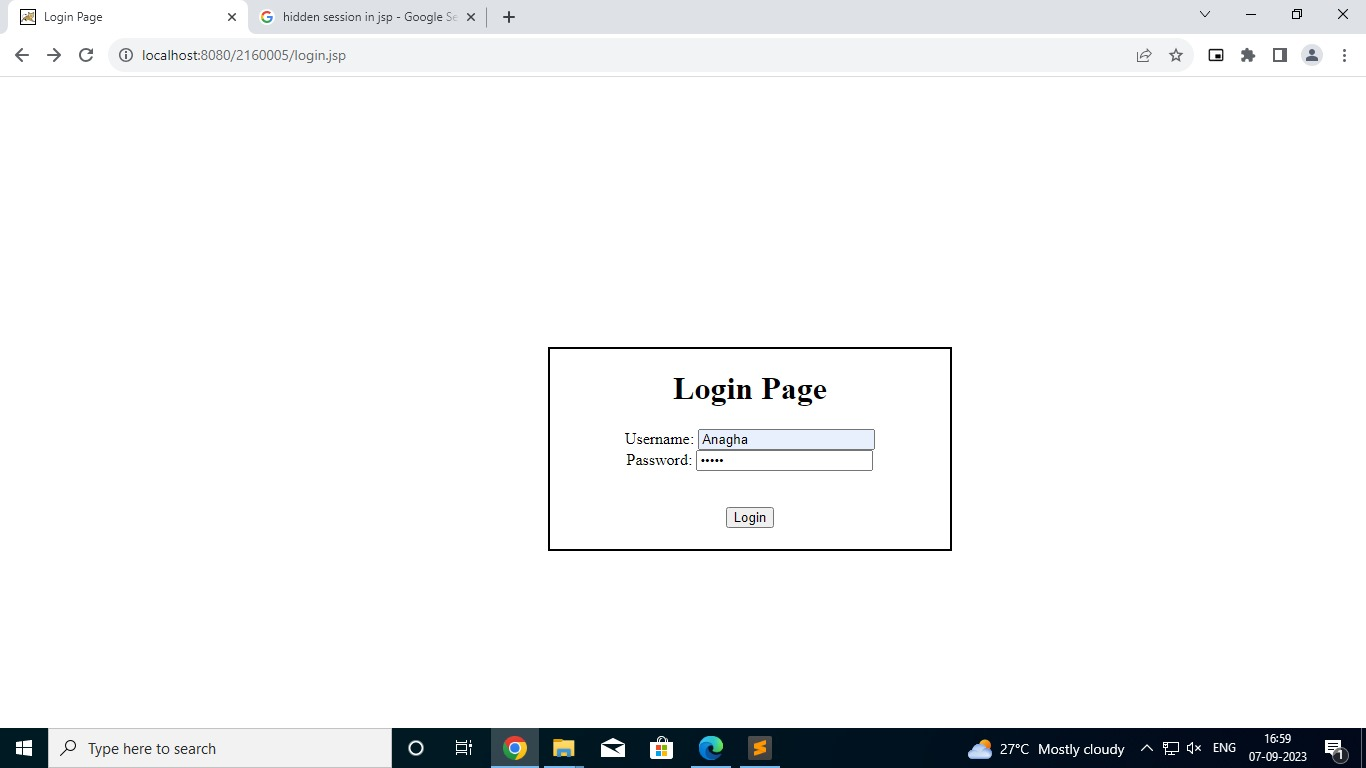 Login Page
hidden session in jsp - Google Se
localhost:8080/2160005/login.jsp
Login Page
Username: Anagha
Password: •••••
Login
Type here to search
27°C Mostly cloudy
ENG
16:59
07-09-2023
1